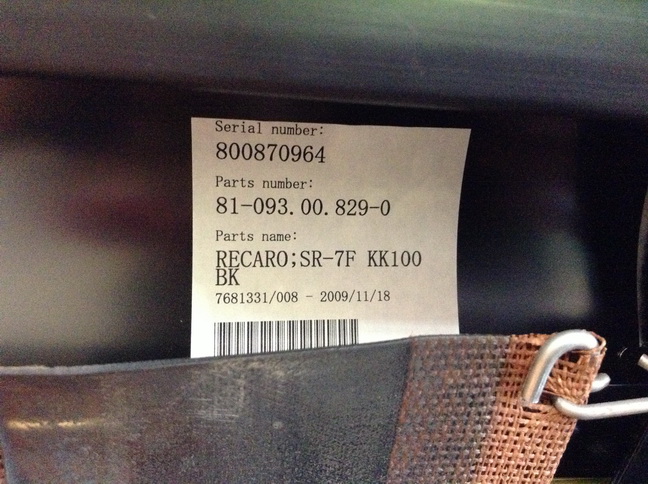 Serial number:
800870964
Parts number:
81-093.00.829-0
Parts name:
RECARO;SR-7F KK100
BK
7681331/008 - 2009/11/18